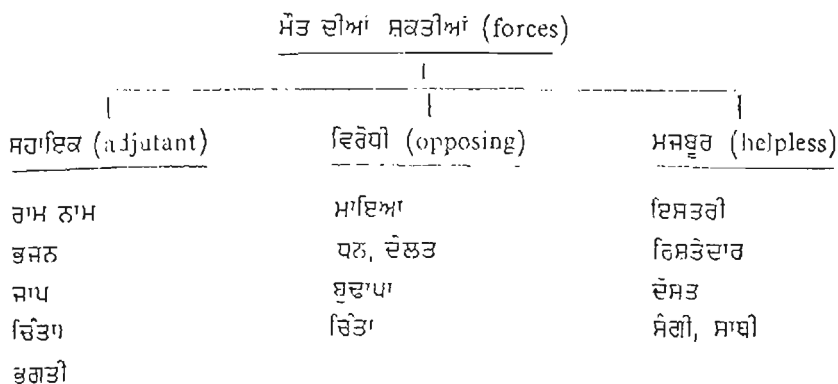 ਮੌਤ ਦੀਆਂ ਸ਼ਕਤੀਆਂ (forces)
ਸਹਾਇਕ (adjutant) ਵਿਰੋਧੀ (opposing) ਮਜਬੂਰ (helpless)
ਰਾਮ ਨਾਮ ਮਾਇਆ ਇਸਤਰੀ
ਭਜਨ ਧਨ, ਦੌਲਤ ਰਿਸ਼ਤੇਦਾਰ
ਜਾਪ ਬੁਢਾਪਾ ਦੋਸਤ
ਚਿੰਤਾ ਚਿੰਤਾ ਸੰਗੀ, ਸਾਥੀ
ਭਗਤੀ